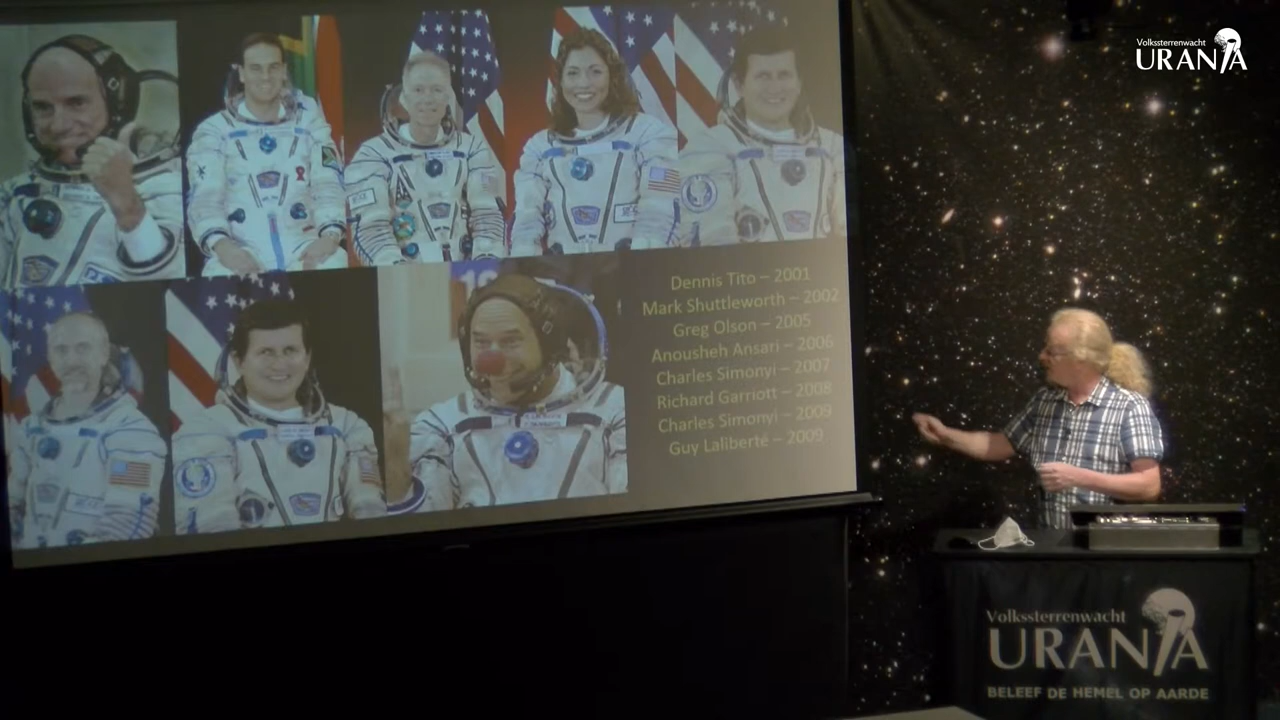 Volkssterrenwacht
URANIA
Dennis Tito – 2001
Mark Shuttleworth – 2002
Greg Olson – 2005
Anousheh Ansari – 2006
Charles Simonyi – 2007
Richard Garriott – 2008
Charles Simonyi – 2009
Guy Laliberté – 2009
Volkssterrenwacht
URANIA
BELEEF DE HEMEL OP AARDE